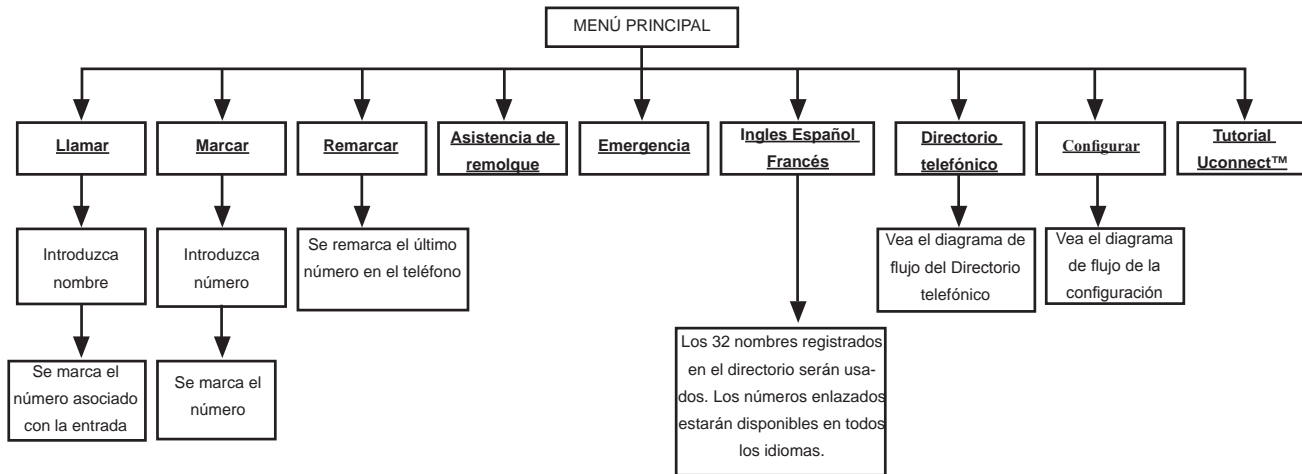 MENÚ PRINCIPAL
Llamar
Marcar
Remarcar
Asistencia de
remolque
Emergencia
Ingles Español
Francés
Directorio
telefónico
Configurar
Tutorial
Uconnect™
Introduzca
nombre
Introduzca
número
Se remarca el último
número en el teléfono
Vea el diagrama de
flujo del Directorio
telefónico
Vea el diagrama
de flujo de la
configuración
Se marca el
número asociado
con la entrada
Se marca el
número
Los 32 nombres registrados
en el directorio serán usa-
dos. Los números enlazados
estarán disponibles en todos
los idiomas.